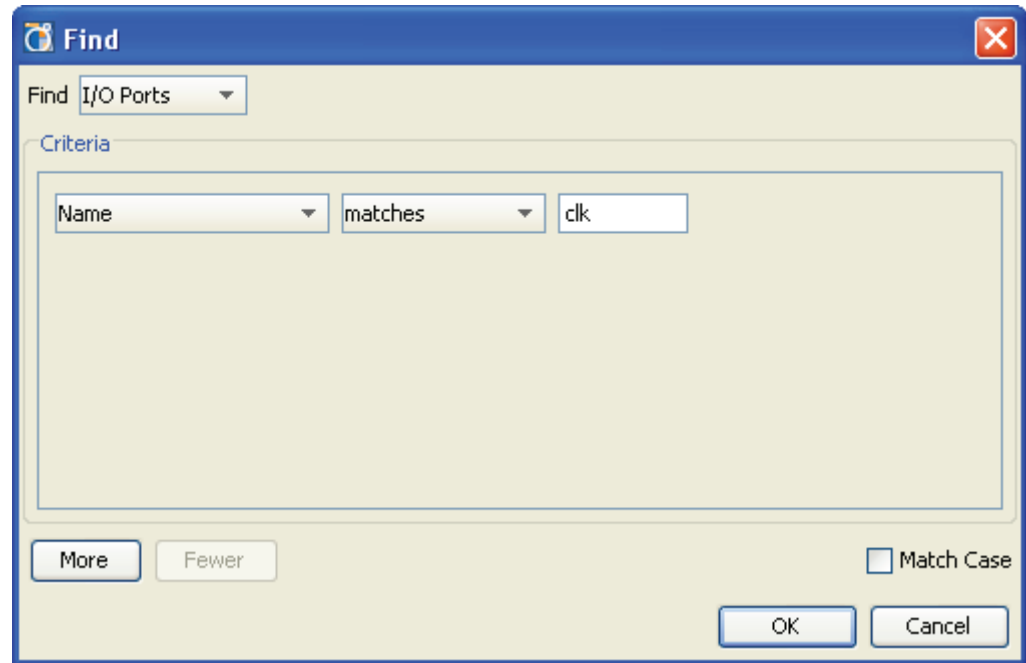 Find
Find I/O Ports
Criteria
Name matches clk
More Fewer Match Case
OK Cancel